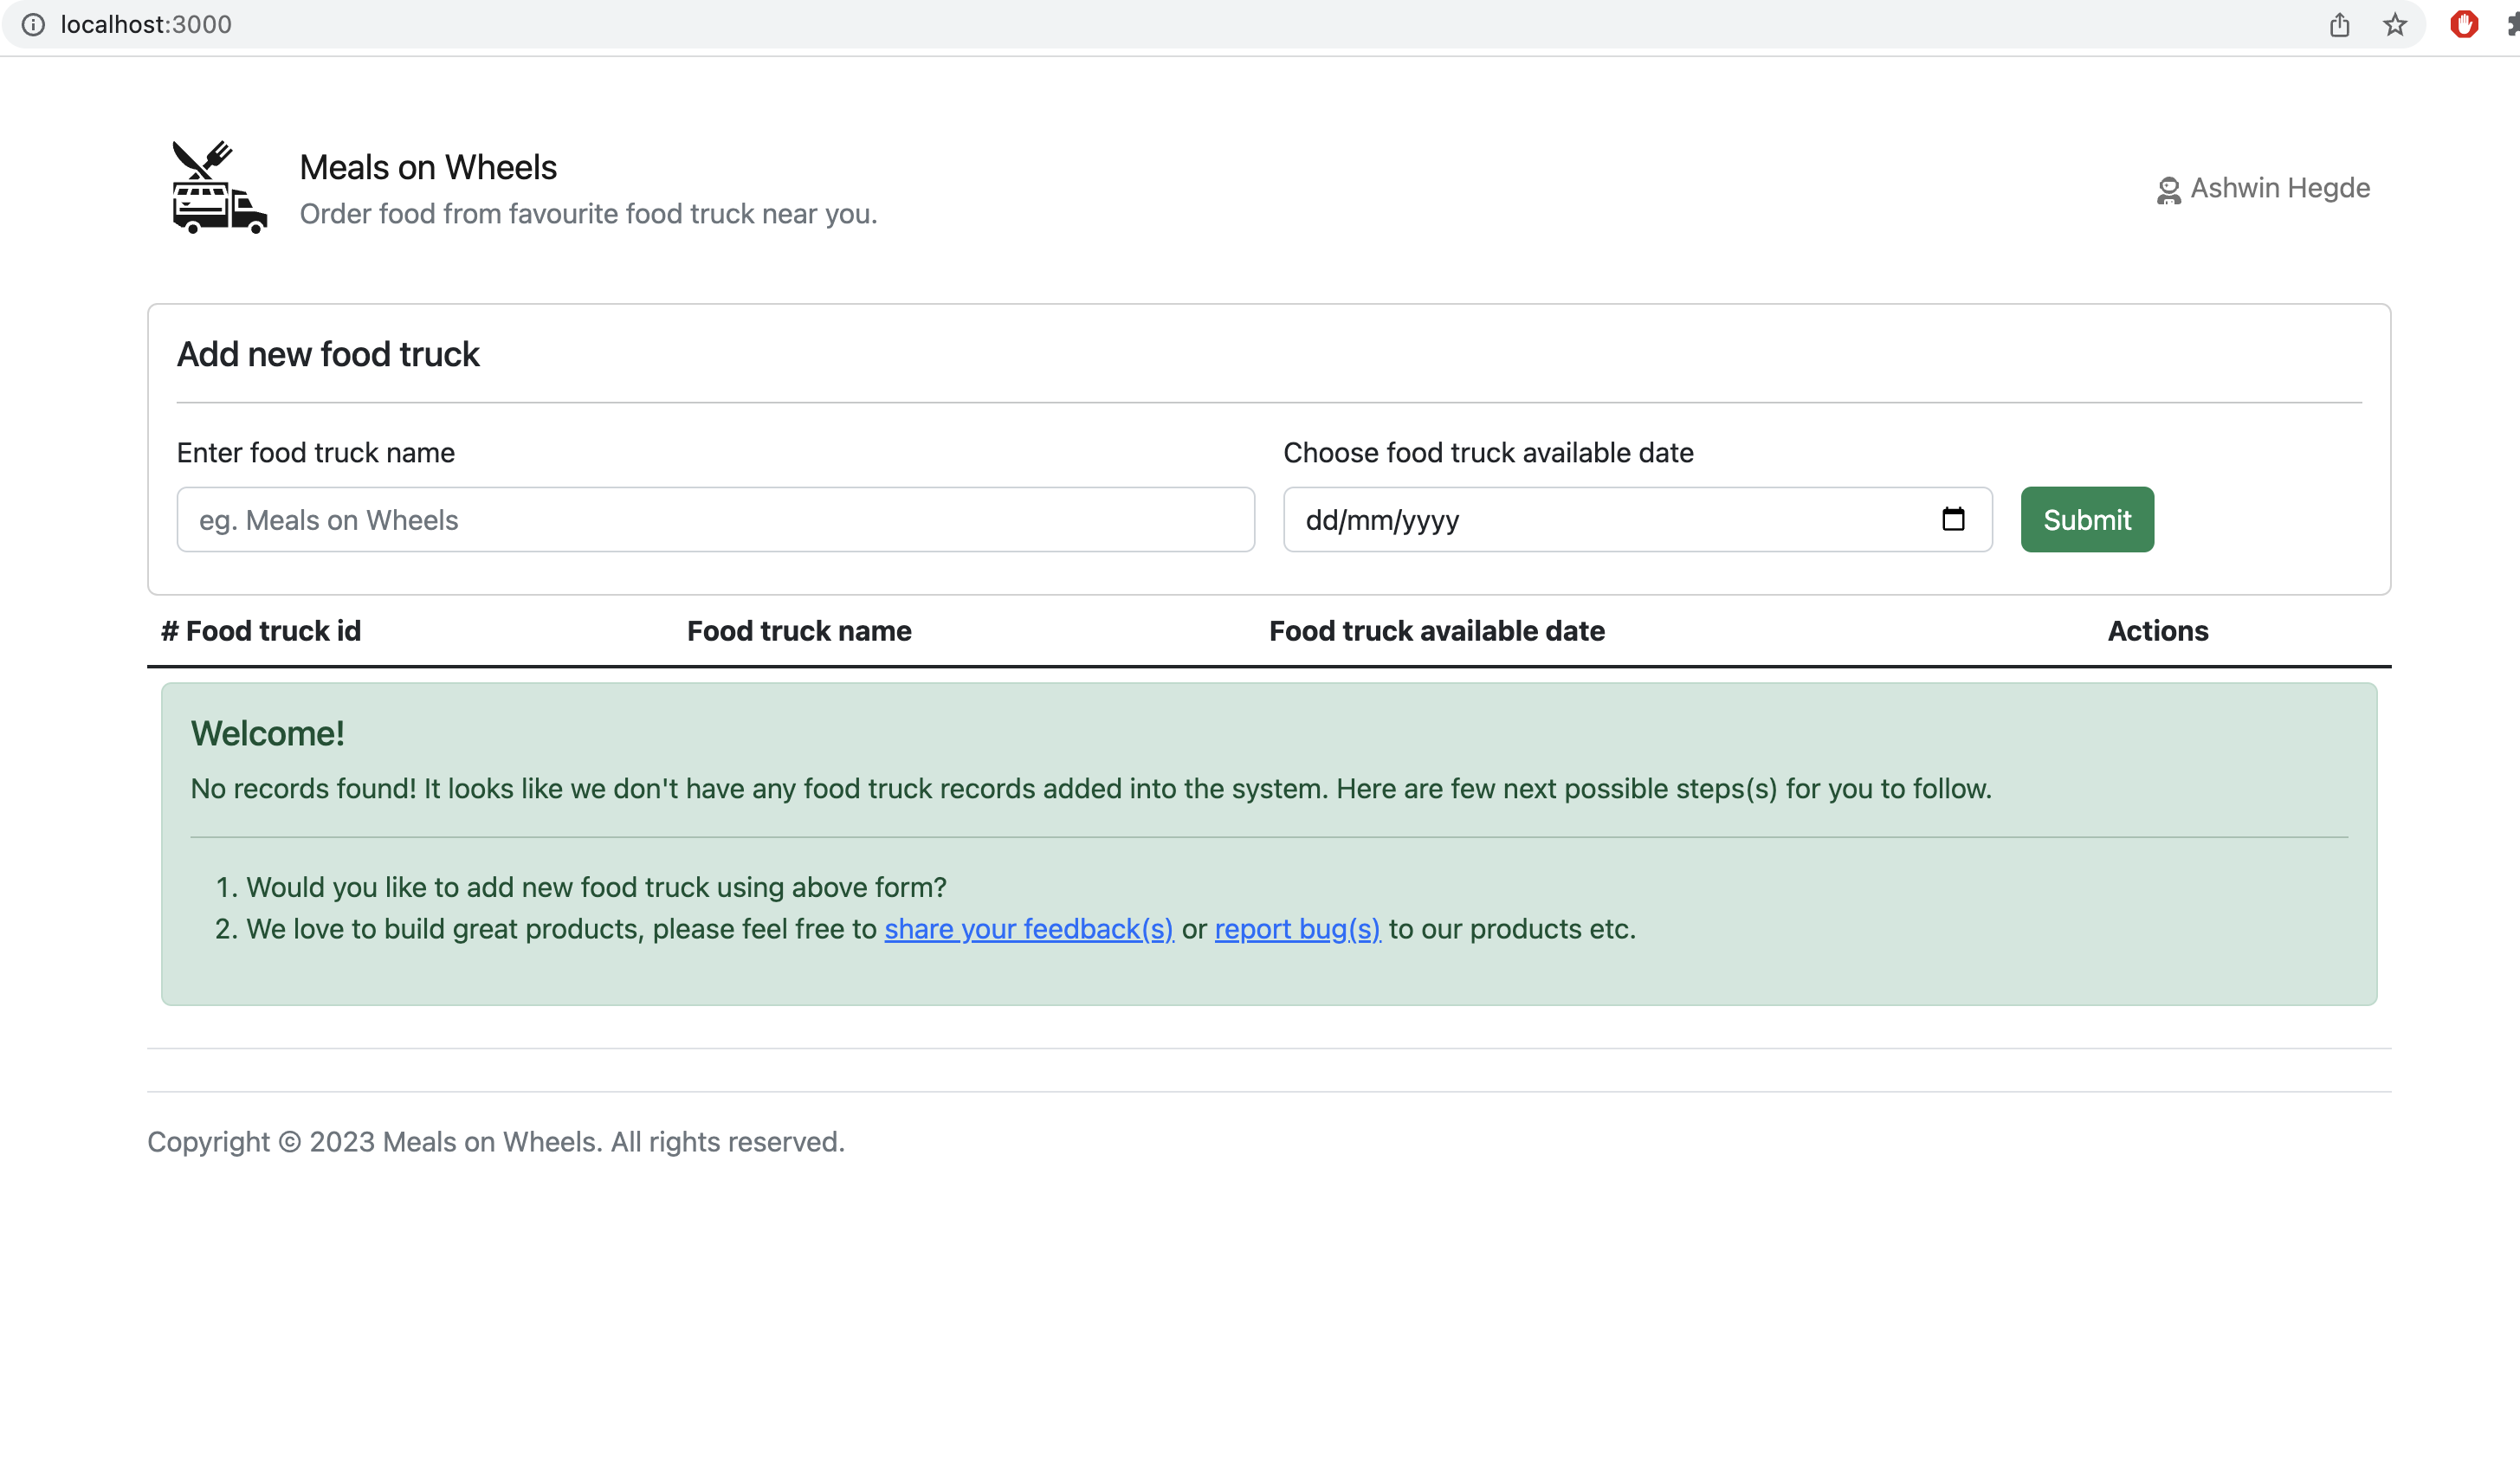 localhost:3000
Meals on Wheels
Order food from favourite food truck near you.
Ashwin Hegde
Add new food truck
Enter food truck name
Choose food truck available date
eg. Meals on Wheels
dd/mm/yyyy
Submit
# Food truck id
Food truck name
Food truck available date
Actions
Welcome!
No records found! It looks like we don't have any food truck records added into the system. Here are few next possible steps(s) for you to follow.
1. Would you like to add new food truck using above form?
2. We love to build great products, please feel free to share your feedback(s) or report bug(s) to our products etc.
Copyright © 2023 Meals on Wheels. All rights reserved.